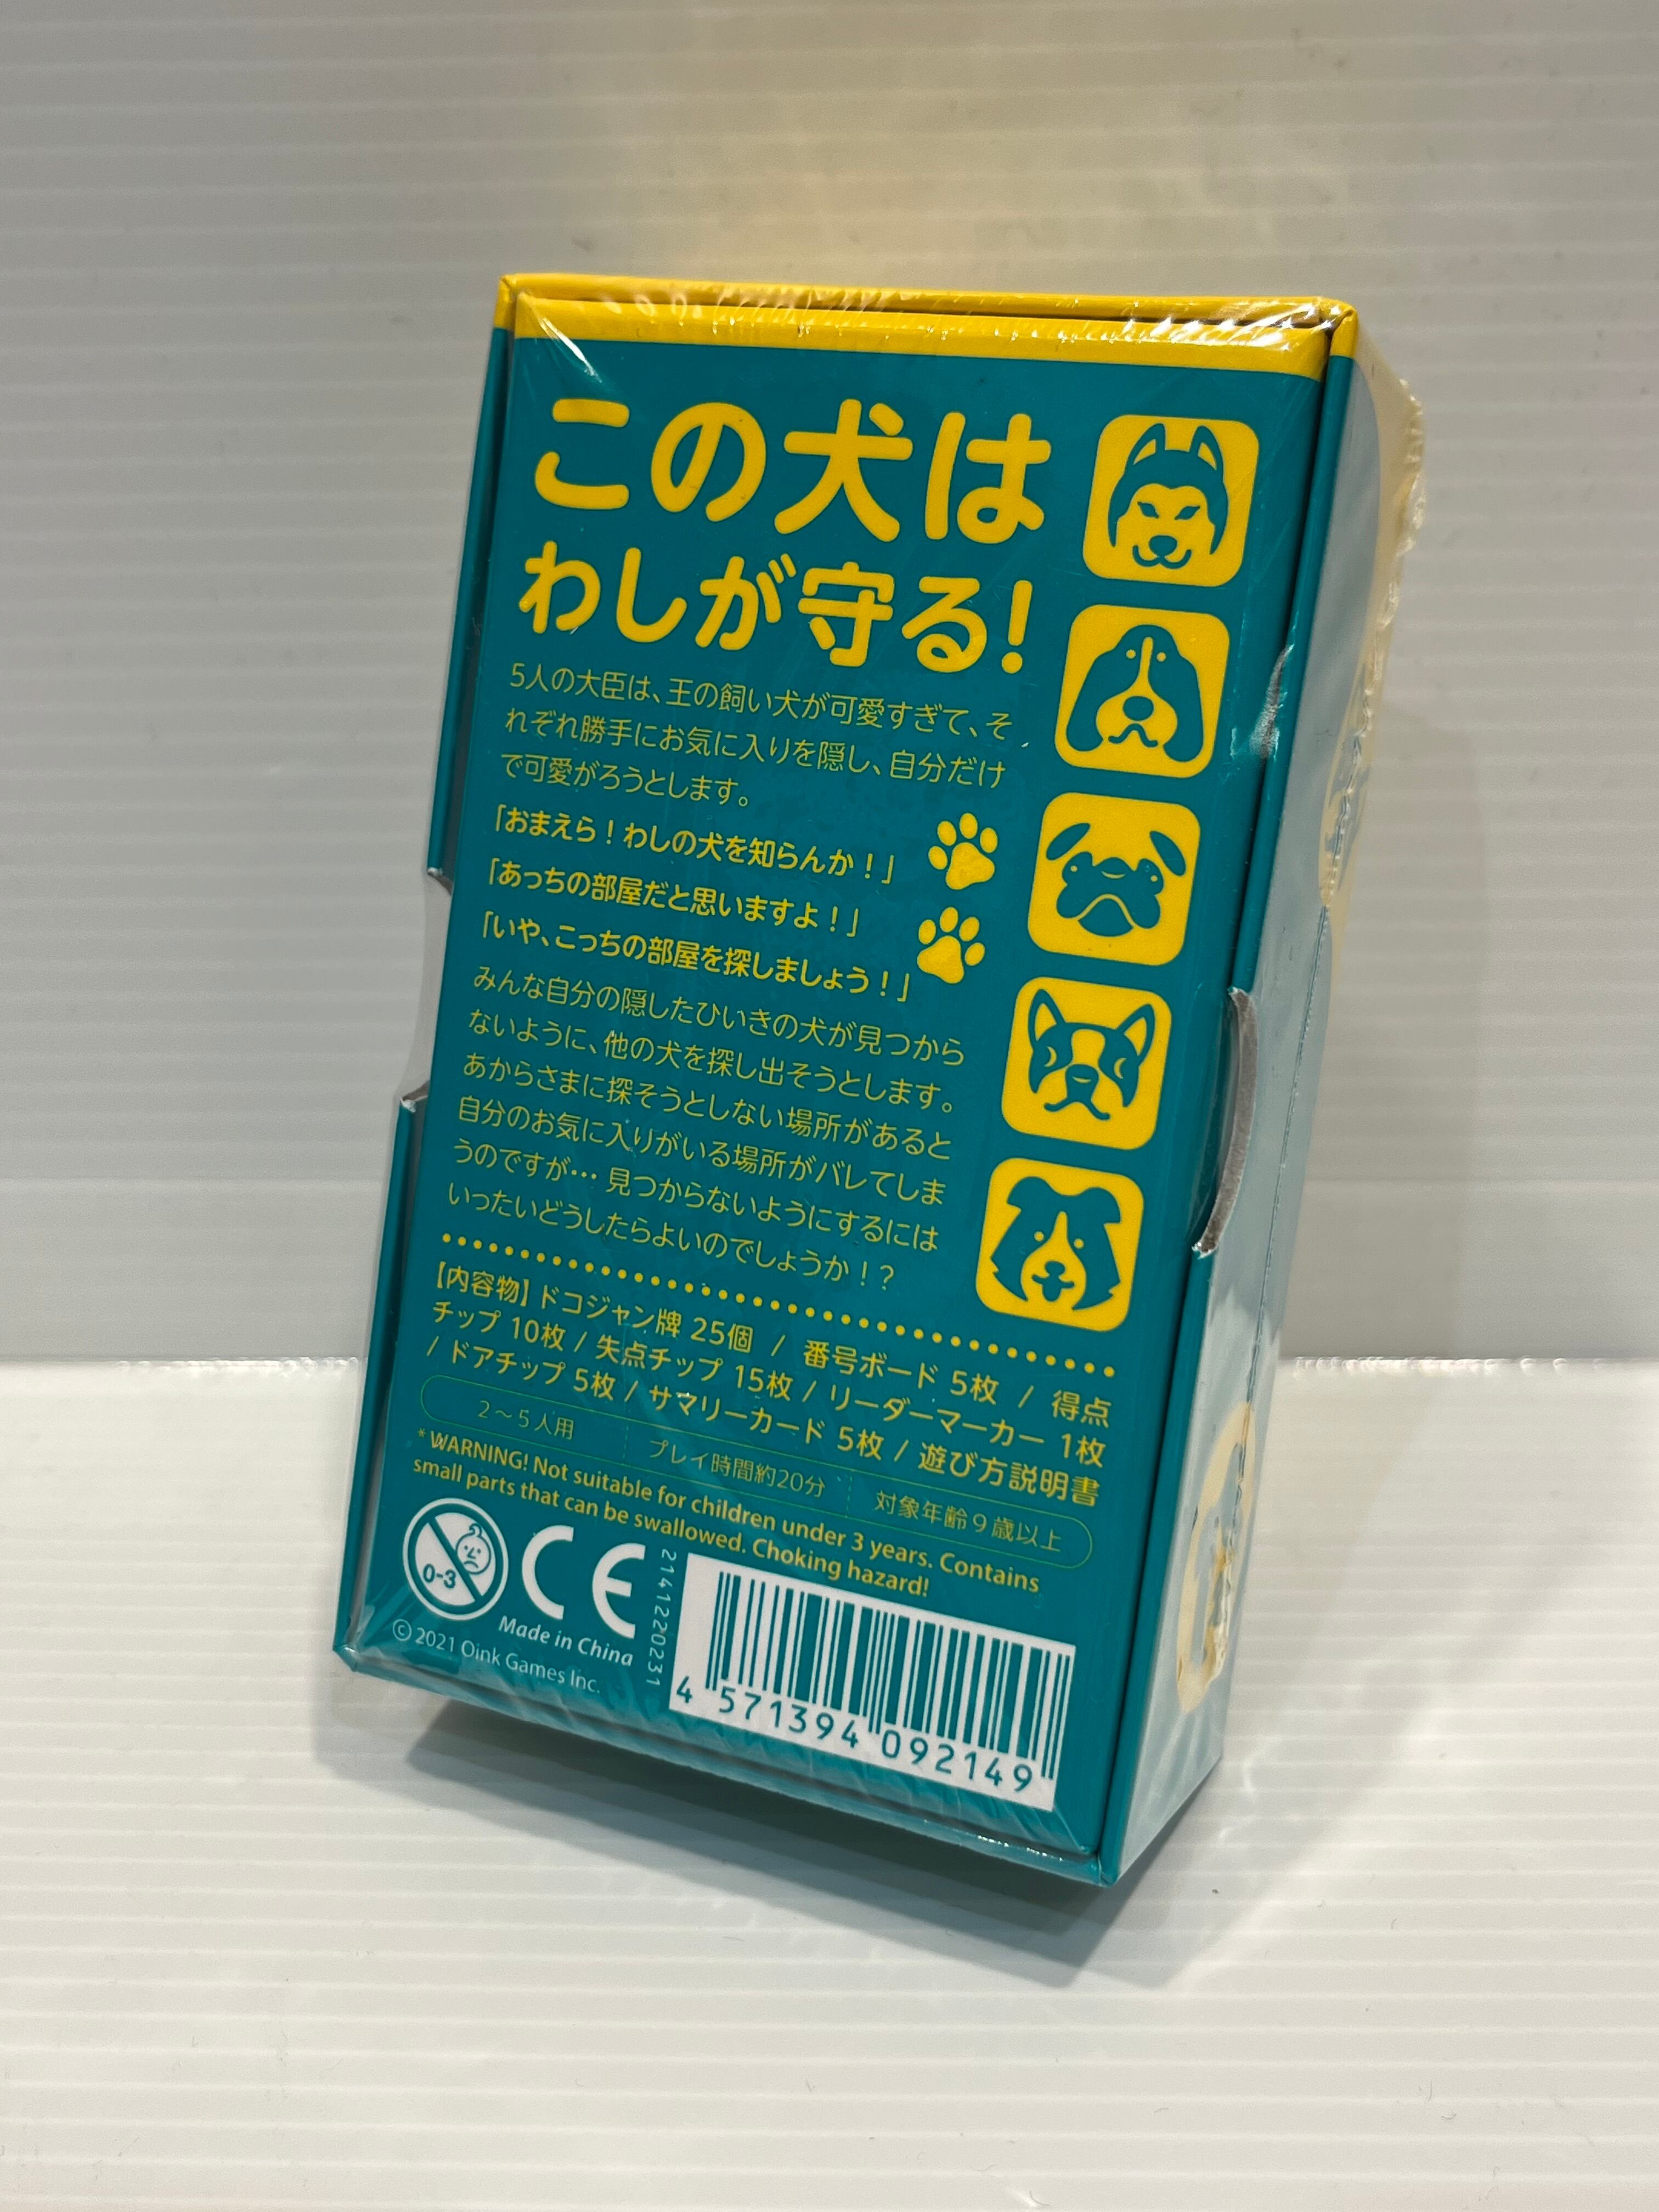 この犬は
わしが守る!
5人の大臣は、王の飼い犬が可愛すぎて、そ
れぞれ勝手にお気に入りを隠し、自分だけ
で可愛がろうとします。
「おまえら!わしの犬を知らんか!」
「あっちの部屋だと思いますよ!」
「いや、こっちの部屋を探しましょう!」
みんな自分の隠したひいきの犬が見つから
ないように、他の犬を探し出そうとします。
あからさまに探そうとしない場所があると
自分のお気に入りがいる場所がバレてしま
うのですが… 見つからないようにするには
いったいどうしたらよいのでしょうか!?
【内容物】ドコジャン牌 25個 / 番号ボード 5枚 / 得点
チップ 10枚 / 失点チップ 15枚 / リーダーマーカー 1枚
/ ドアチップ 5枚 / サマリーカード 5枚 / 遊び方説明書
2~5人用 プレイ時間約20分 対象年齢9歳以上
*WARNING! Not suitable for children under 3 years. Contains
small parts that can be swallowed. Choking hazard!
0-3
CE
Made in China
© 2021 Oink Games Inc.
2141220231
4 571394 092149